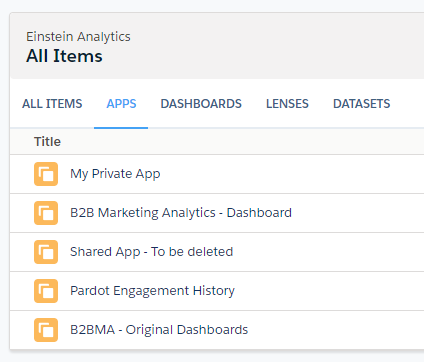 Einstein Analytics
All Items
ALL ITEMS APPS DASHBOARDS LENSES DATASETS
Title
My Private App
B2B Marketing Analytics - Dashboard
Shared App - To be deleted
Pardot Engagement History
B2BMA - Original Dashboards